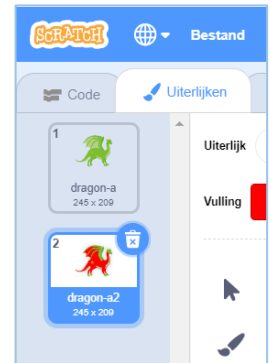 SCRATCH
Bestand
Code
Uiterlijken
1
dragon-a
245 x 209
2
dragon-a2
245 x 209
Uiterlijk
Vulling